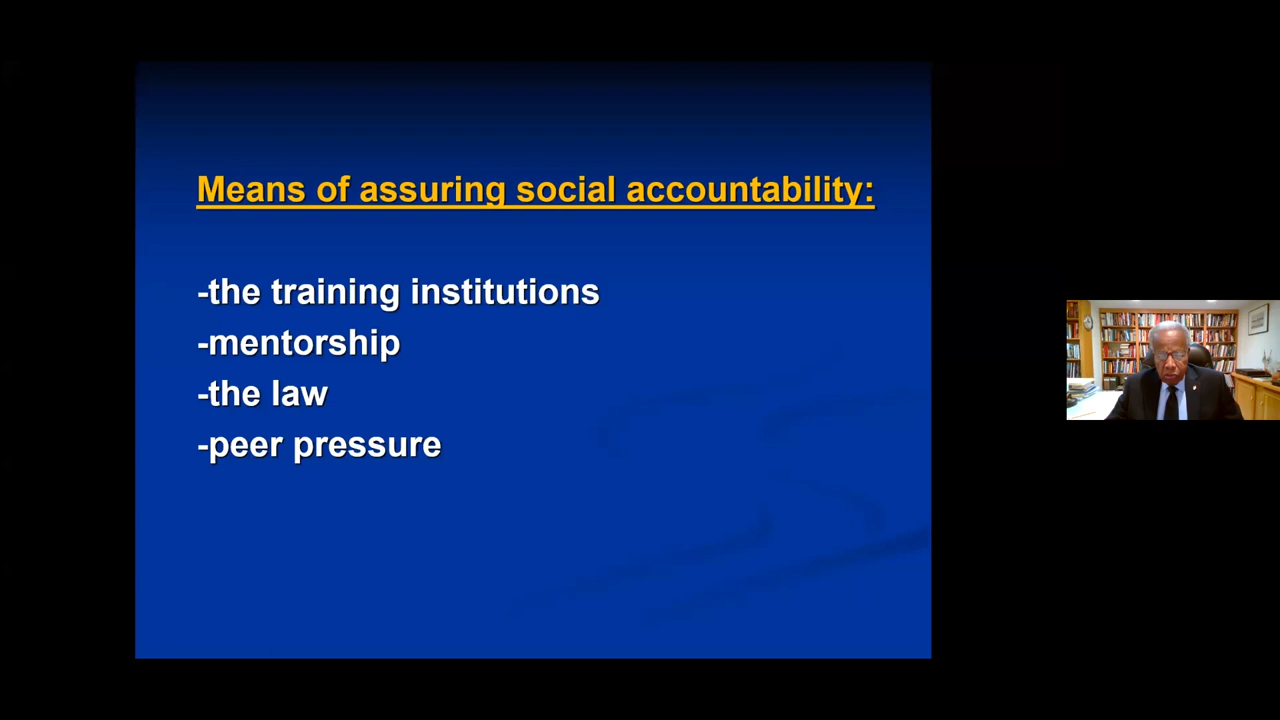 Means of assuring social accountability:
-the training institutions
-mentorship
-the law
-peer pressure